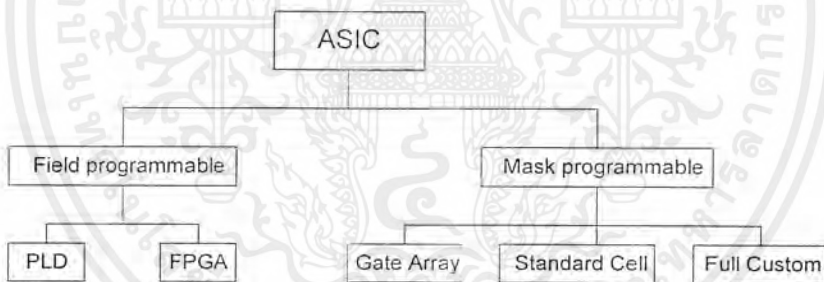 ASIC
Field programmable
Mask programmable
PLD
FPGA
Gate Array
Standard Cell
Full Custom